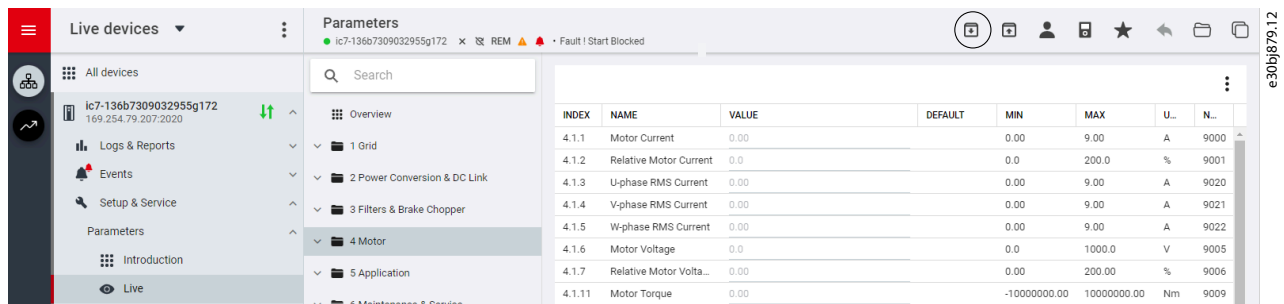 Live devices
Parameters
ic7-136b7309032955g172 REM • Fault ! Start Blocked
All devices
ic7-136b7309032955g172
169.254.79.207:2020
Logs & Reports
Events
Setup & Service
Parameters
Introduction
Live
Search
Overview
1 Grid
2 Power Conversion & DC Link
3 Filters & Brake Chopper
4 Motor
5 Application
6 Maintenance & Service
INDEX NAME VALUE DEFAULT MIN MAX U... N...
4.1.1 Motor Current 0.00 0.00 9.00 A 9000
4.1.2 Relative Motor Current 0.0 0.0 200.0 % 9001
4.1.3 U-phase RMS Current 0.00 0.00 9.00 A 9020
4.1.4 V-phase RMS Current 0.00 0.00 9.00 A 9021
4.1.5 W-phase RMS Current 0.00 0.00 9.00 A 9022
4.1.6 Motor Voltage 0.0 0.0 1000.0 V 9005
4.1.7 Relative Motor Volta... 0.00 0.00 200.00 % 9006
4.1.11 Motor Torque 0.00 -10000000.00 10000000.00 Nm 9009
e30bj879.12